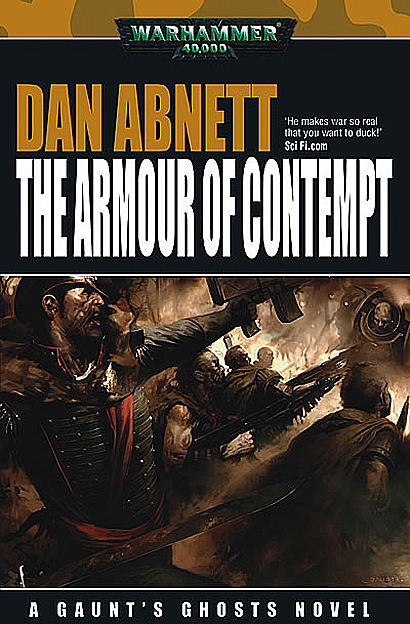 WARHAMMER
40,000
DAN ABNETT
'He makes war so real
that you want to duck!'
Sci Fi.com
THE ARMOUR OF CONTEMPT
A GAUNT'S GHOSTS NOVEL